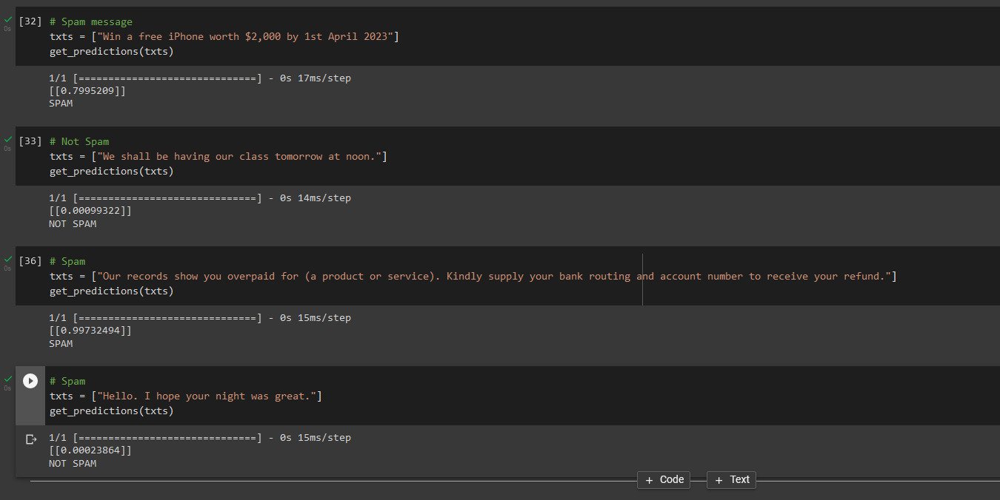 [32] # Spam message
txts = ["Win a free iPhone worth $2,000 by 1st April 2023"]
get_predictions(txts)
0s
1/1 [==============================] - 0s 17ms/step
[[0.7995209]]
SPAM
[33] # Not Spam
txts = ["We shall be having our class tomorrow at noon."]
get_predictions(txts)
0s
1/1 [==============================] - 0s 14ms/step
[[0.00099322]]
NOT SPAM
[36] # Spam
txts = ["Our records show you overpaid for (a product or service). Kindly supply your bank routing and account number to receive your refund."]
get_predictions(txts)
0s
1/1 [==============================] - 0s 15ms/step
[[0.99732494]]
SPAM
# Spam
txts = ["Hello. I hope your night was great."]
get_predictions(txts)
0s
1/1 [==============================] - 0s 15ms/step
[[0.00023864]]
NOT SPAM
+ Code + Text